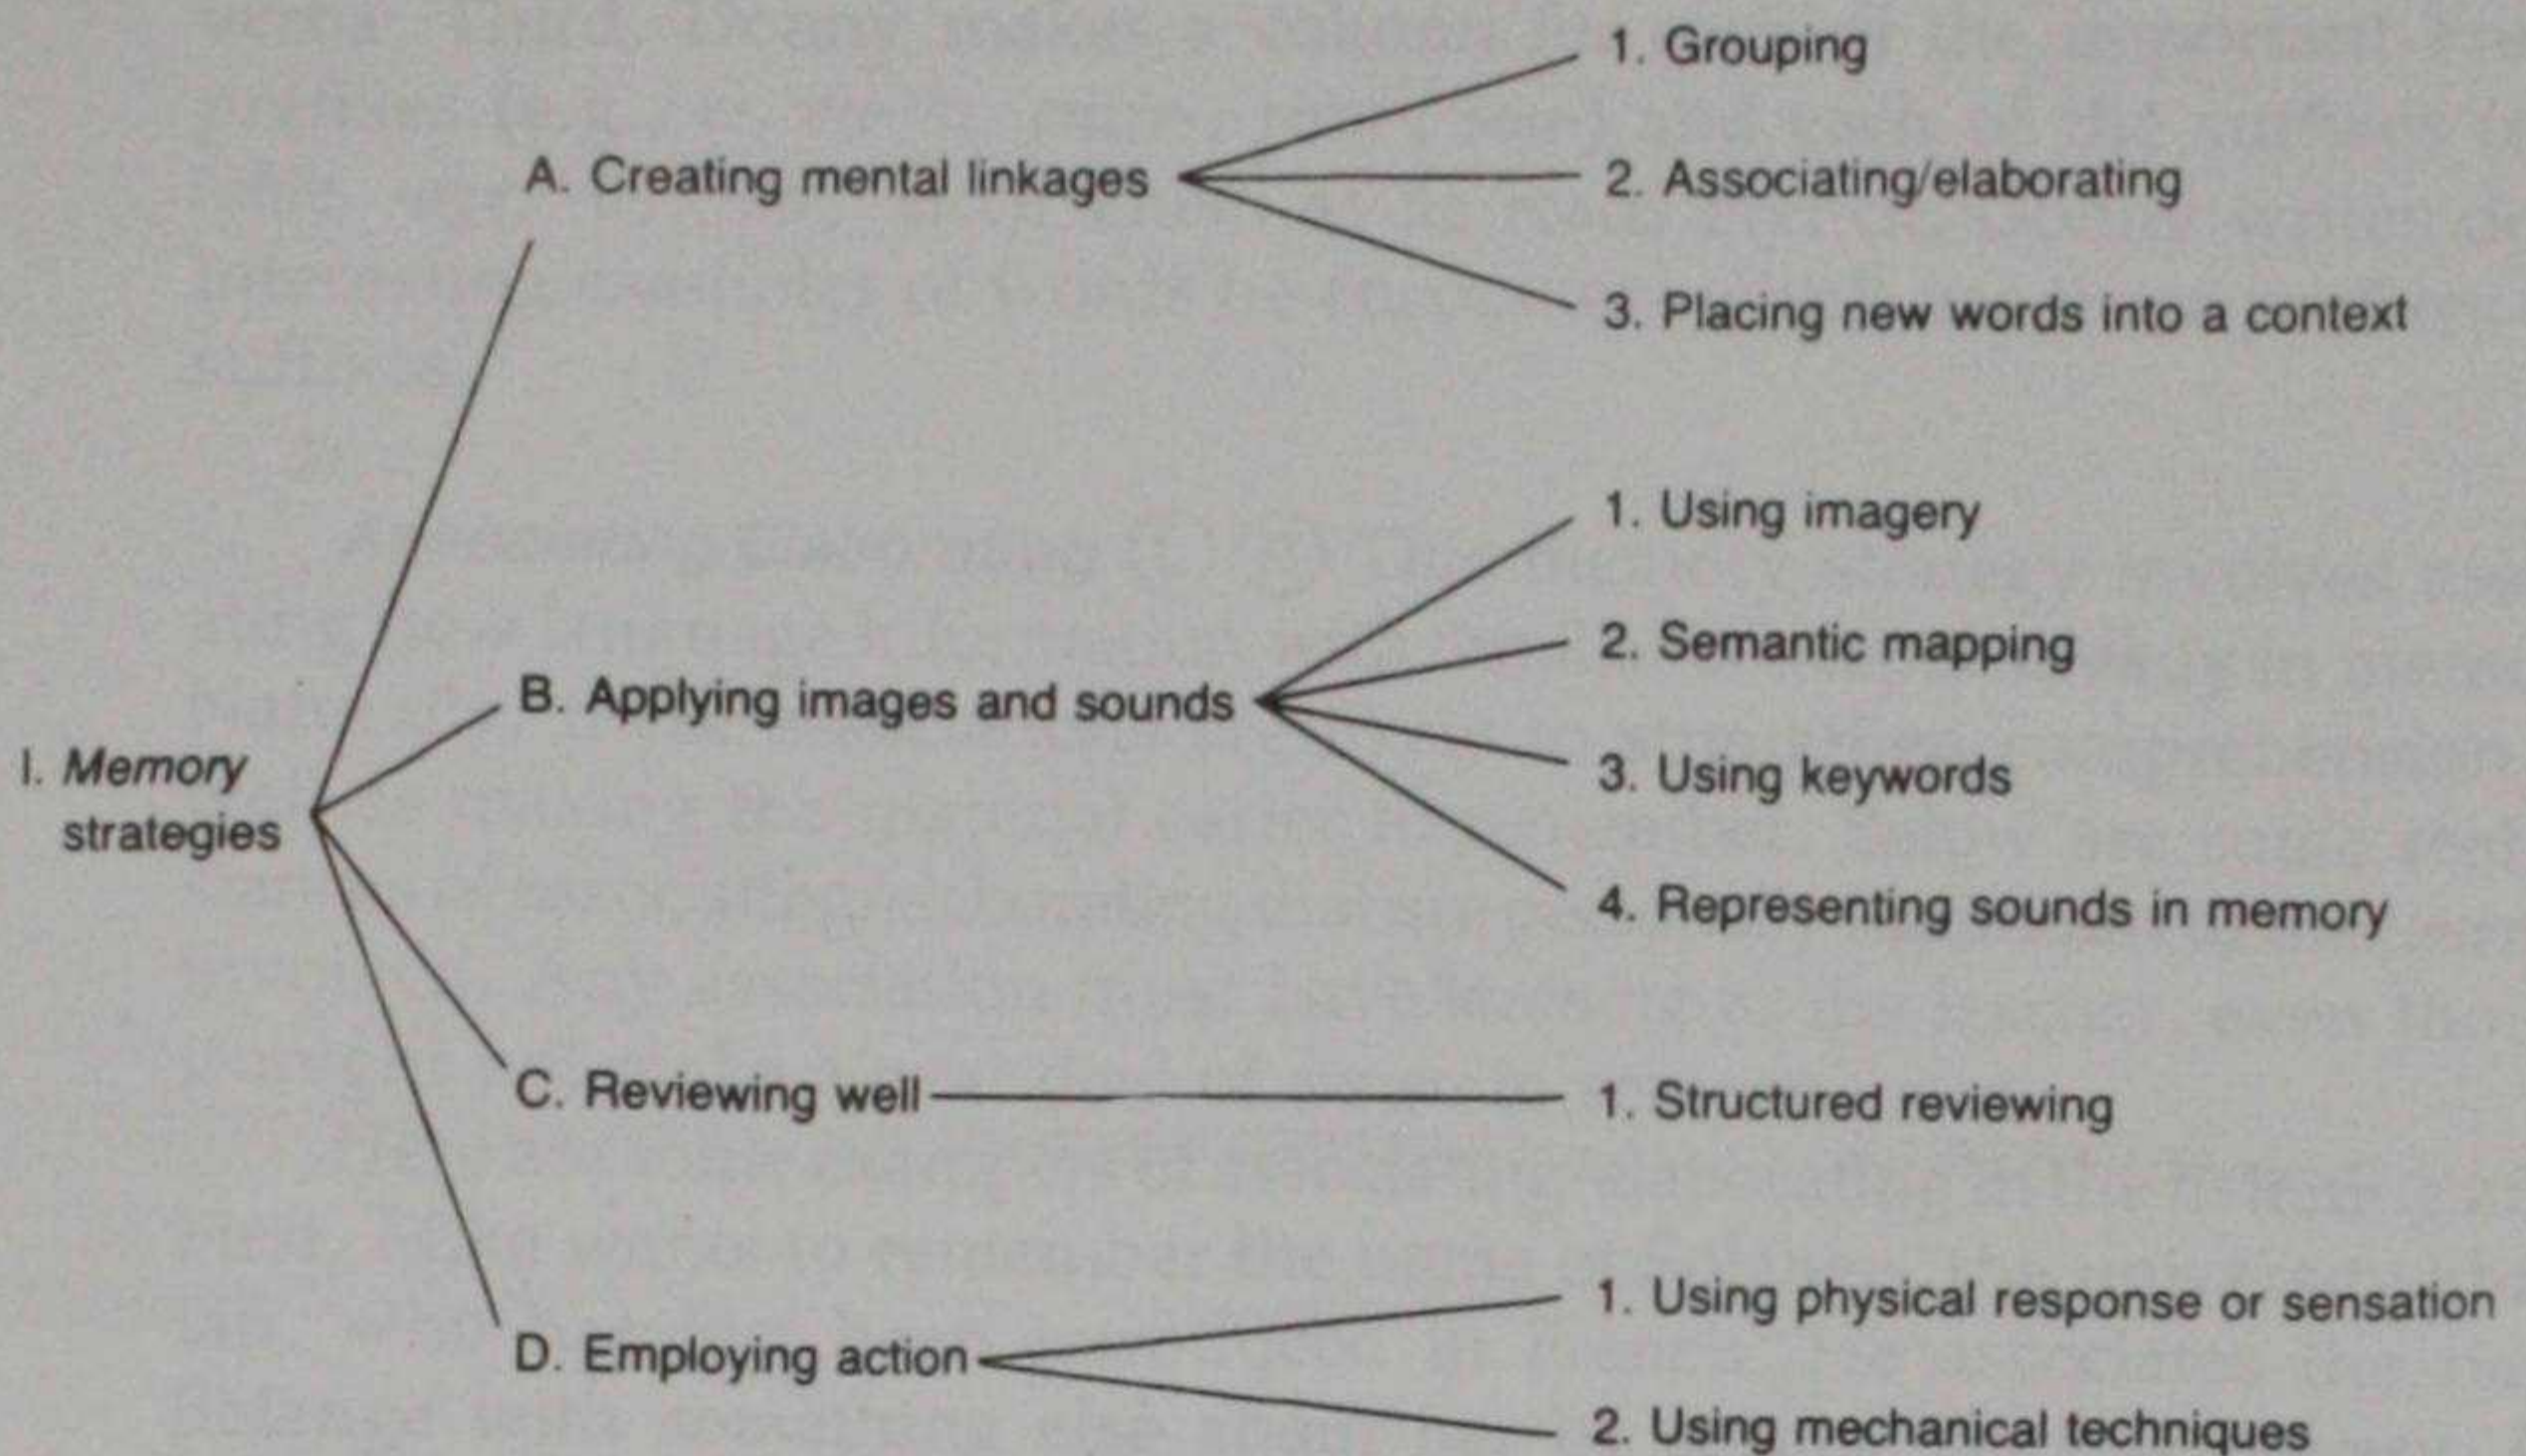 I. Memory
strategies
A. Creating mental linkages
1. Grouping
2. Associating/elaborating
3. Placing new words into a context
B. Applying images and sounds
1. Using imagery
2. Semantic mapping
3. Using keywords
4. Representing sounds in memory
C. Reviewing well
1. Structured reviewing
D. Employing action
1. Using physical response or sensation
2. Using mechanical techniques